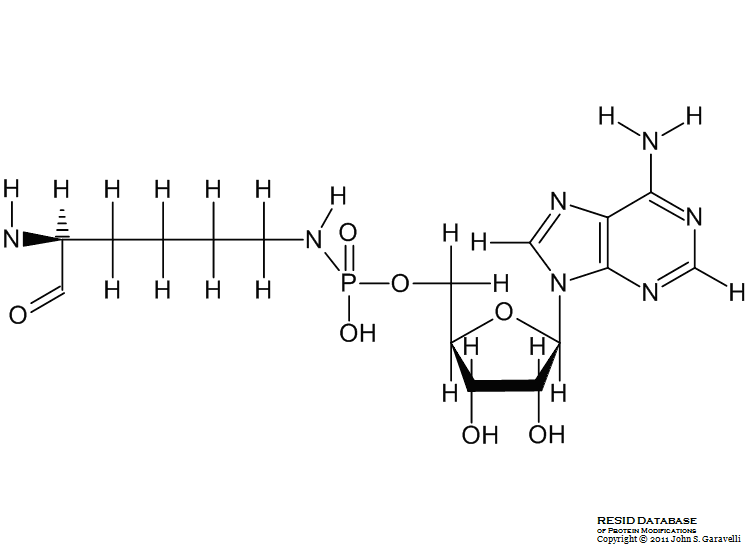 H H
H N
H H H H H H
H
N N
H
O
H
H
N
N
N
P O H
O
N
N
H
O
H H H H
OH
O
H H
H H
OH OH
RESID DATABASE
OF PROTEIN MODIFICATIONS
Copyright © 2011 John S. Garavelli